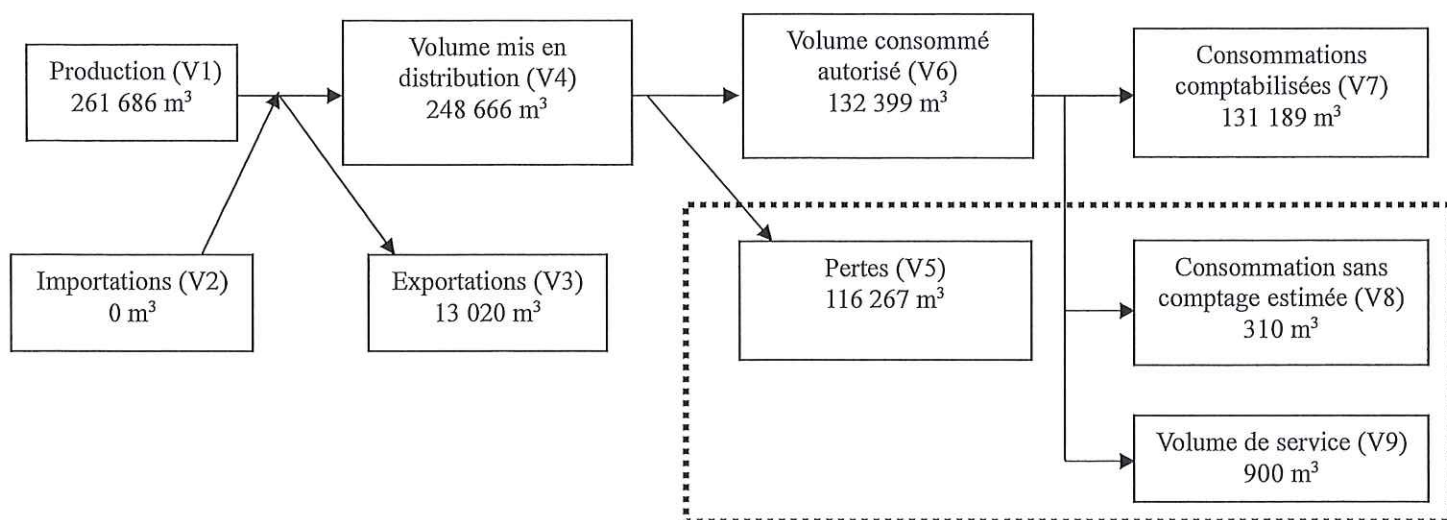 Production (V1)
261 686 m³
Volume mis en
distribution (V4)
248 666 m³
Volume consommé
autorisé (V6)
132 399 m³
Consommations
comptabilisées (V7)
131 189 m³
Importations (V2)
0 m³
Exportations (V3)
13 020 m³
Pertes (V5)
116 267 m³
Consommation sans
comptage estimée (V8)
310 m³
Volume de service (V9)
900 m³